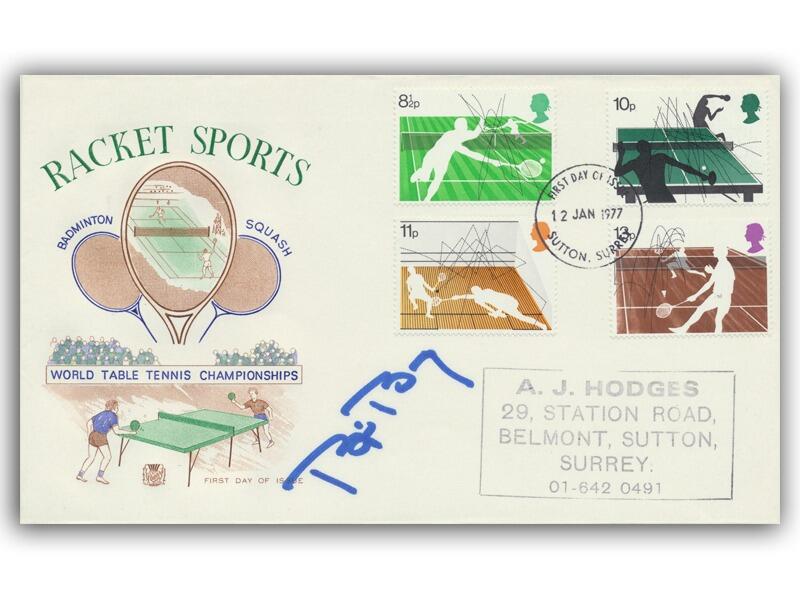 RACKET SPORTS
BADMINTON
SQUASH
WORLD TABLE TENNIS CHAMPIONSHIPS
FIRST DAY OF ISSUE
8½p
10p
11p
13p
FIRST DAY OF ISS
12 JAN 1977
SUTTON, SURREY
A. J. HODGES
29, STATION ROAD,
BELMONT, SUTTON,
SURREY.
01-642 0491